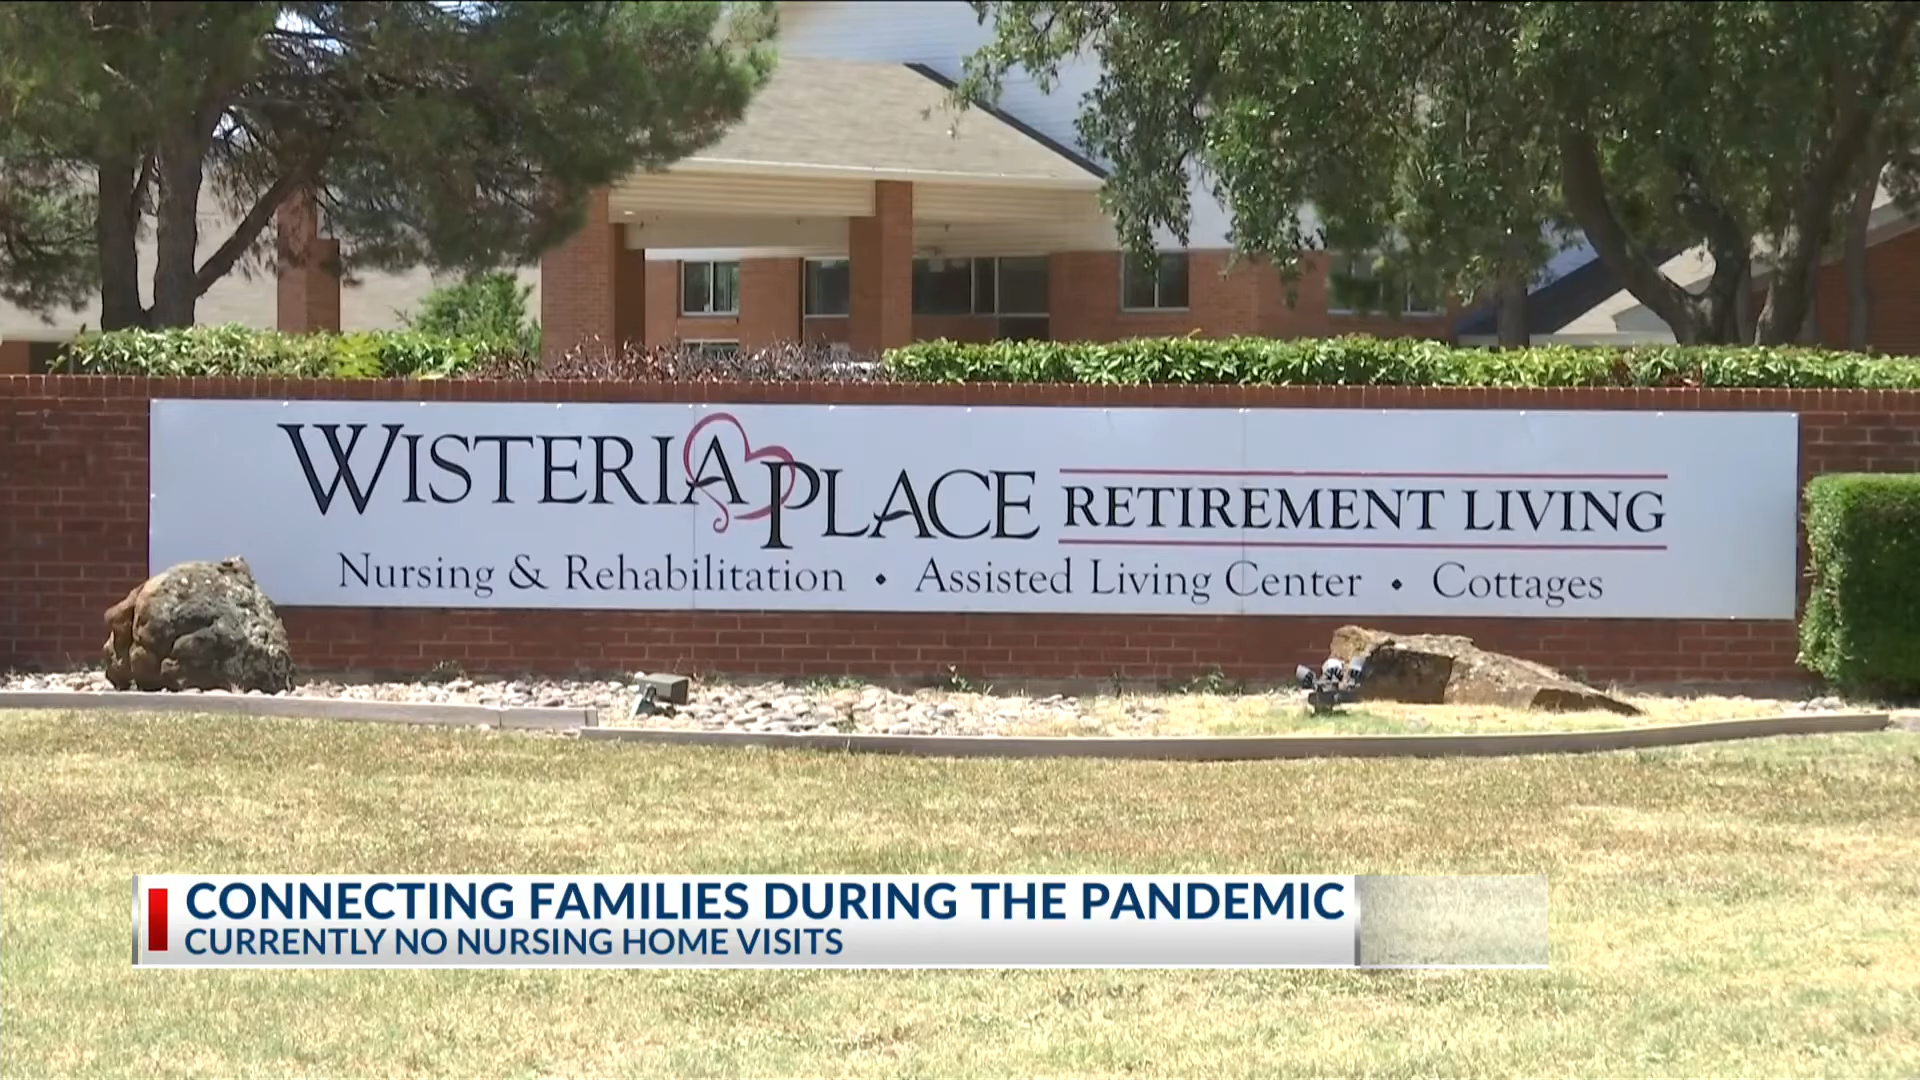 WISTERIA PLACE RETIREMENT LIVING
Nursing & Rehabilitation • Assisted Living Center • Cottages
CONNECTING FAMILIES DURING THE PANDEMIC
CURRENTLY NO NURSING HOME VISITS